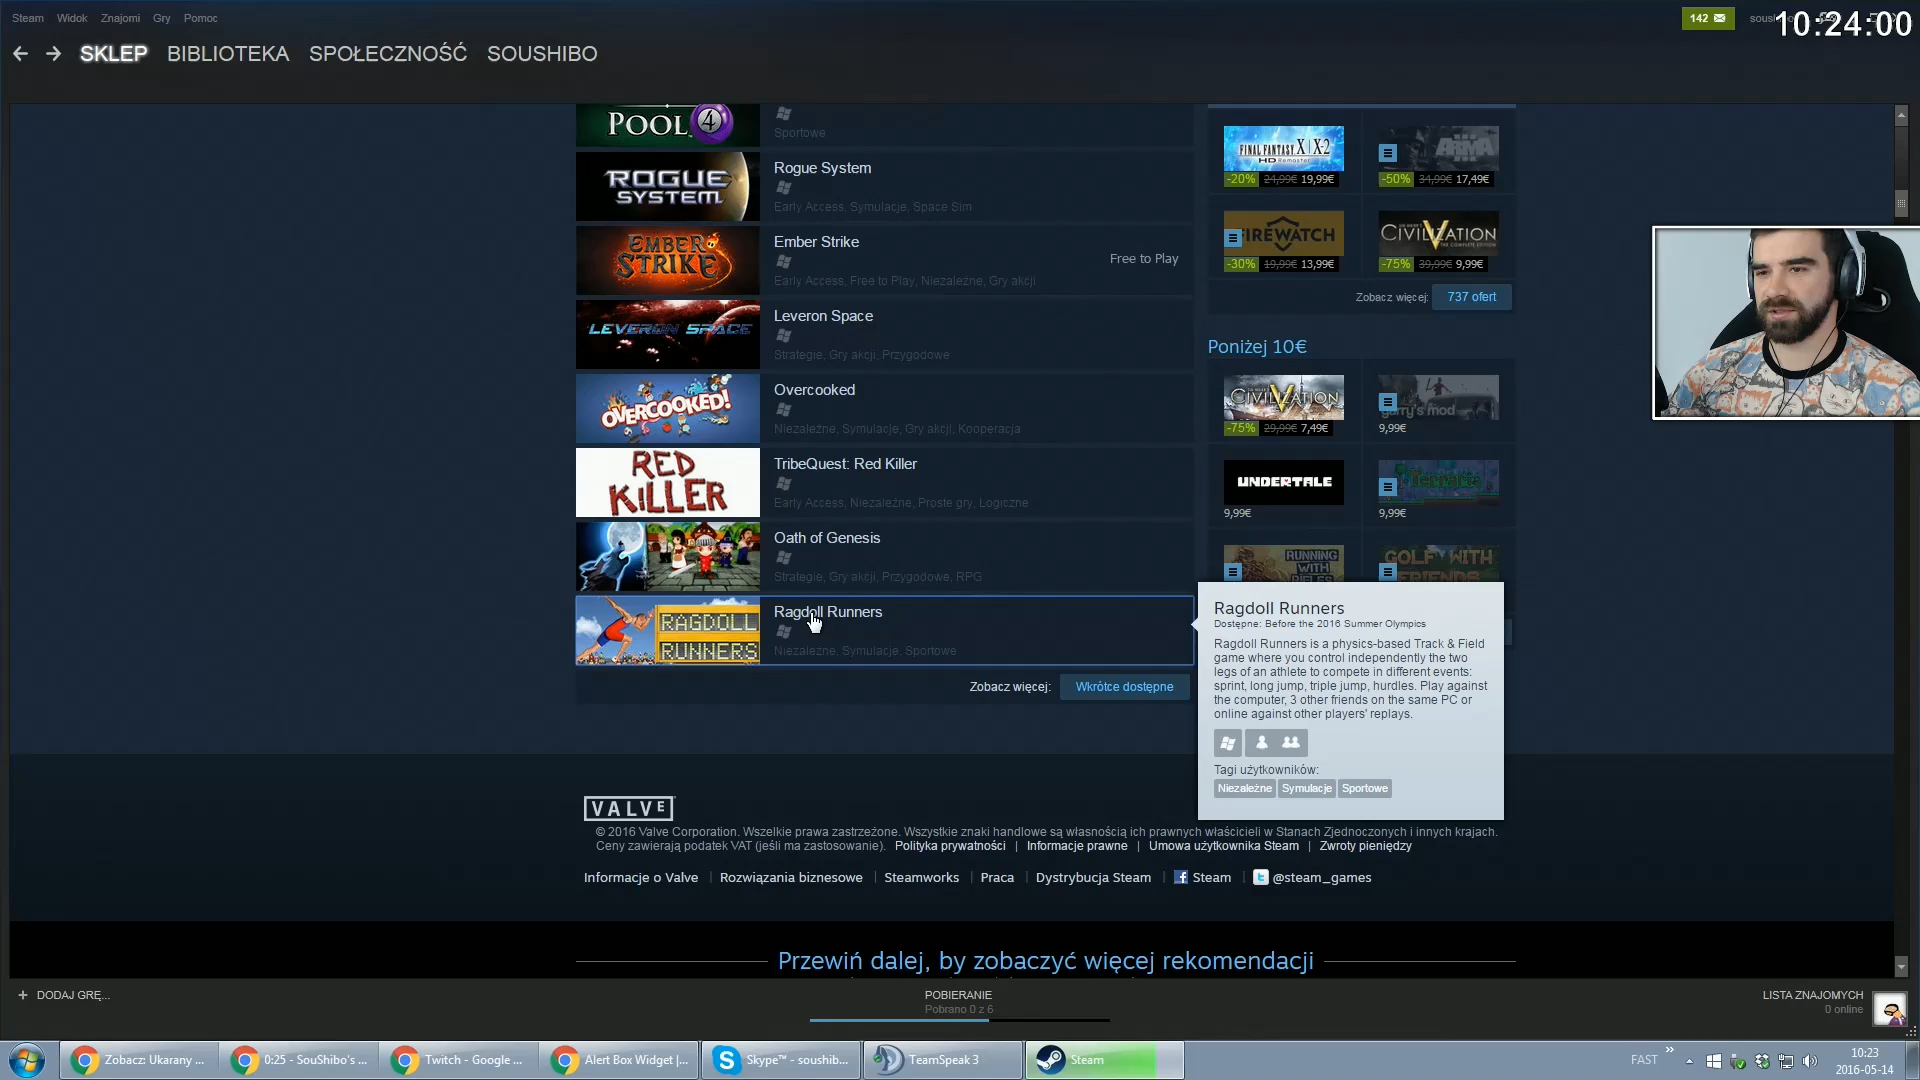 Steam Widok Znajomi Gry Pomoc
142
10:24:00
SKLEP BIBLIOTEKA SPOŁECZNOŚĆ SOUSHIBO
POOL 4
Sportowe
ROGUE SYSTEM
Rogue System
Early Access, Symulacje, Space Sim
EMBER STRIKE
Ember Strike
Early Access, Free to Play, Niezależne, Gry akcji
Free to Play
LEVERON SPACE
Leveron Space
Strategie, Gry akcji, Przygodowe
OVERCOOKED!
Overcooked
Niezależne, Symulacje, Gry akcji, Kooperacja
RED KILLER
TribeQuest: Red Killer
Early Access, Niezależne, Proste gry, Logiczne
Oath of Genesis
Strategie, Gry akcji, Przygodowe, RPG
RAGDOLL RUNNERS
Ragdoll Runners
Niezależne, Symulacje, Sportowe
Zobacz więcej: Wkrótce dostępne
FINAL FANTASY X|X-2
HD Remaster
-20% 24,99€ 19,99€
ARMA
-50% 34,99€ 17,49€
FIREWATCH
-30% 19,99€ 13,99€
CIVILIZATION V
THE COMPLETE EDITION
-75% 39,99€ 9,99€
Zobacz więcej: 737 ofert
Poniżej 10€
CIVILIZATION V
-75% 29,99€ 7,49€
garry's mod
9,99€
UNDERTALE
9,99€
Terraria
9,99€
RUNNING WITH RIFLES
GOLF WITH FRIENDS
Ragdoll Runners
Dostępne: Before the 2016 Summer Olympics
Ragdoll Runners is a physics-based Track & Field
game where you control independently the two
legs of an athlete to compete in different events:
sprint, long jump, triple jump, hurdles. Play against
the computer, 3 other friends on the same PC or
online against other players' replays.
Tagi użytkowników:
Niezależne Symulacje Sportowe
VALVE
© 2016 Valve Corporation. Wszelkie prawa zastrzeżone. Wszystkie znaki handlowe są własnością ich prawnych właścicieli w Stanach Zjednoczonych i innych krajach.
Ceny zawierają podatek VAT (jeśli ma zastosowanie). Polityka prywatności | Informacje prawne | Umowa użytkownika Steam | Zwroty pieniędzy
Informacje o Valve | Rozwiązania biznesowe | Steamworks | Praca | Dystrybucja Steam | Steam | @steam_games
Przewiń dalej, by zobaczyć więcej rekomendacji
+ DODAJ GRĘ...
POBIERANIE
Pobrano 0 z 6
LISTA ZNAJOMYCH
0 online
Zobacz: Ukarany ...
0:25 - SouShibo's ...
Twitch - Google ...
Alert Box Widget |...
Skype™ - soushib...
TeamSpeak 3
Steam
FAST
10:23
2016-05-14